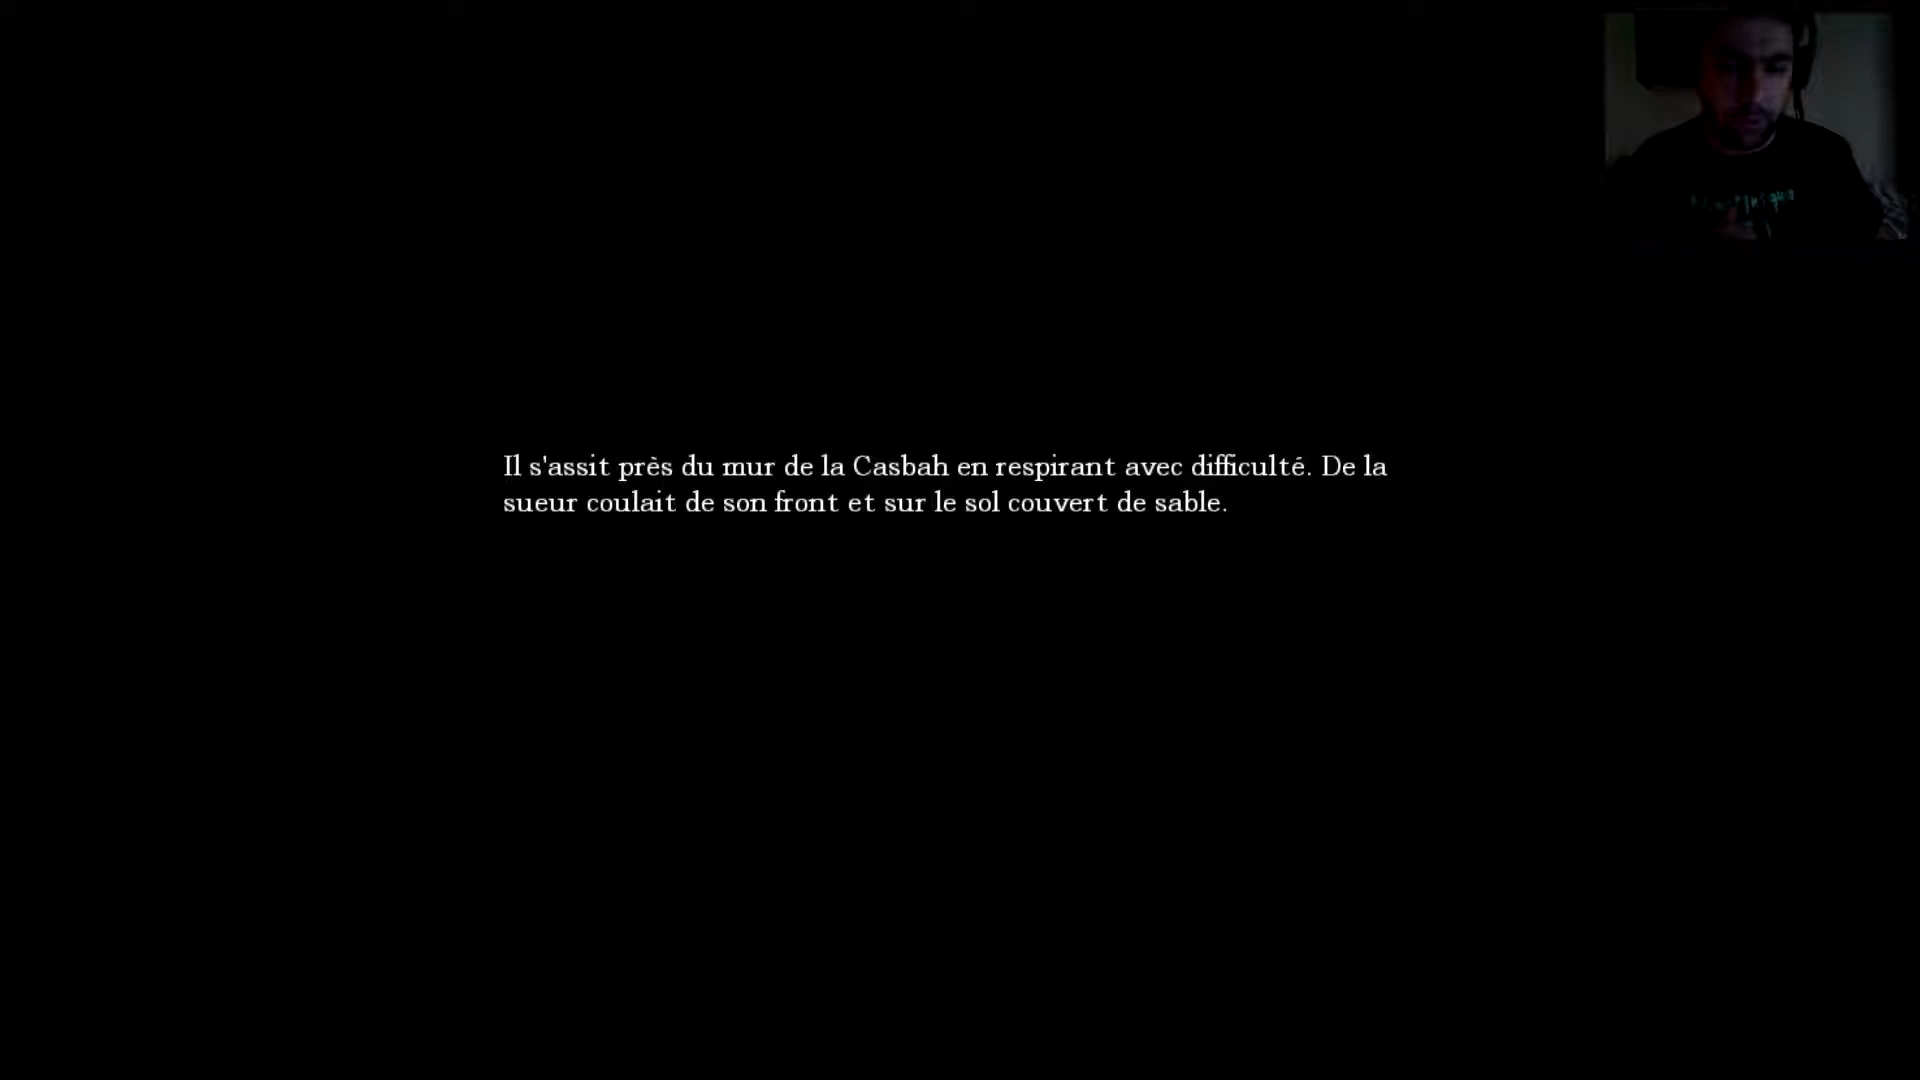 Il s'assit près du mur de la Casbah en respirant avec difficulté. De la
sueur coulait de son front et sur le sol couvert de sable.